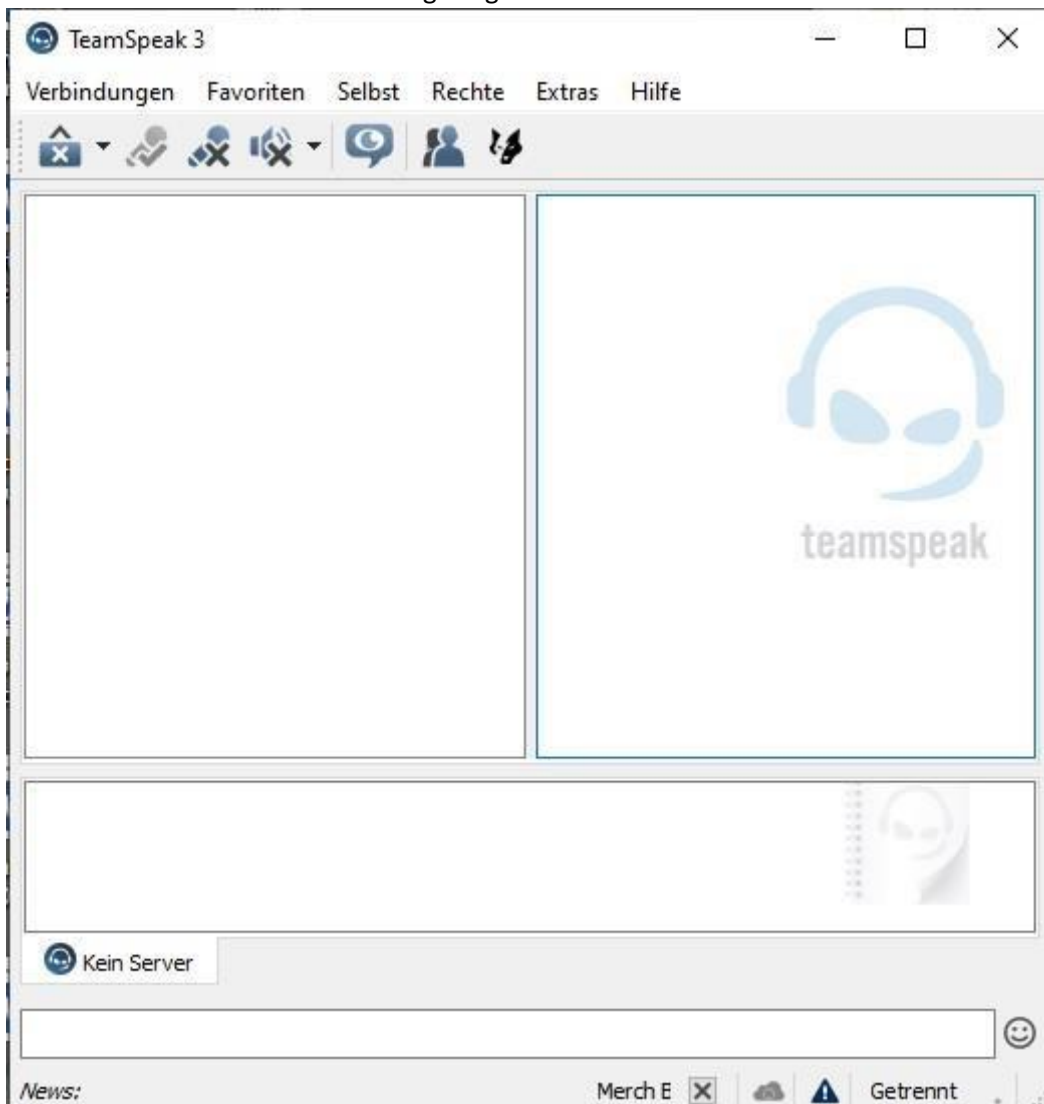 TeamSpeak 3
Verbindungen Favoriten Selbst Rechte Extras Hilfe
teamspeak
Kein Server
News: Merch E Getrennt